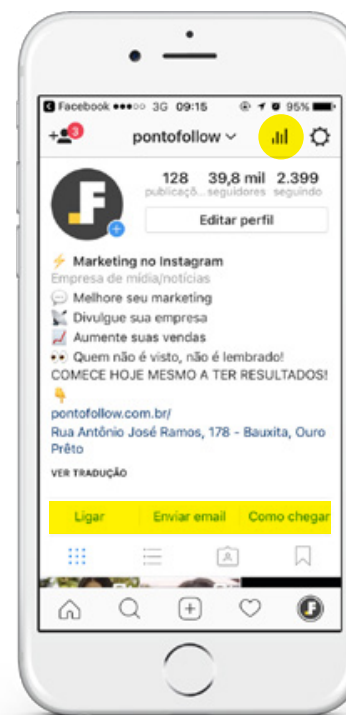 Facebook 3G 09:15 95%
3
pontofollow
128 39,8 mil 2.399
publicaçõ... seguidores seguindo
Editar perfil
Marketing no Instagram
Empresa de mídia/notícias
Melhore seu marketing
Divulgue sua empresa
Aumente suas vendas
Quem não é visto, não é lembrado!
COMECE HOJE MESMO A TER RESULTADOS!
pontofollow.com.br/
Rua Antônio José Ramos, 178 - Bauxita, Ouro
Prêto
VER TRADUÇÃO
Ligar Enviar email Como chegar